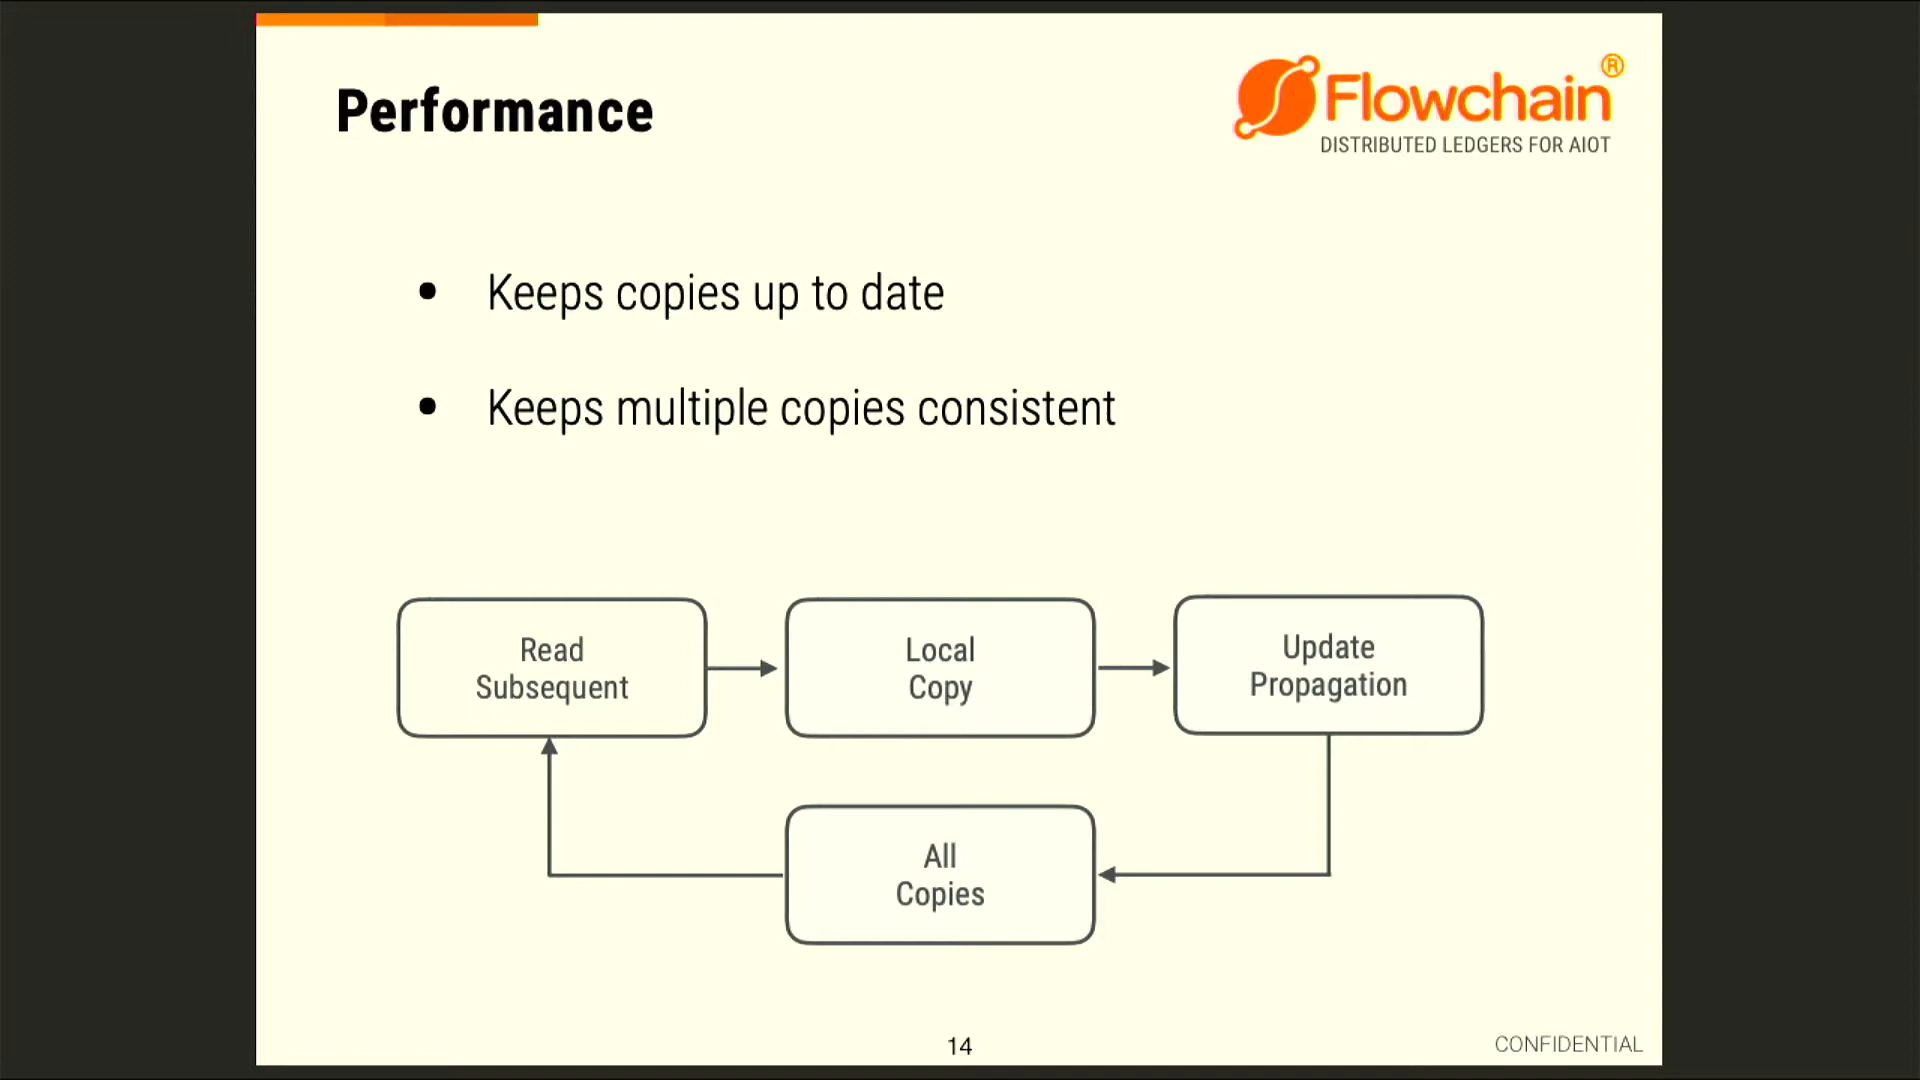 Performance
Flowchain®
DISTRIBUTED LEDGERS FOR AIOT
• Keeps copies up to date
• Keeps multiple copies consistent
Read
Subsequent
Local
Copy
Update
Propagation
All
Copies
14
CONFIDENTIAL